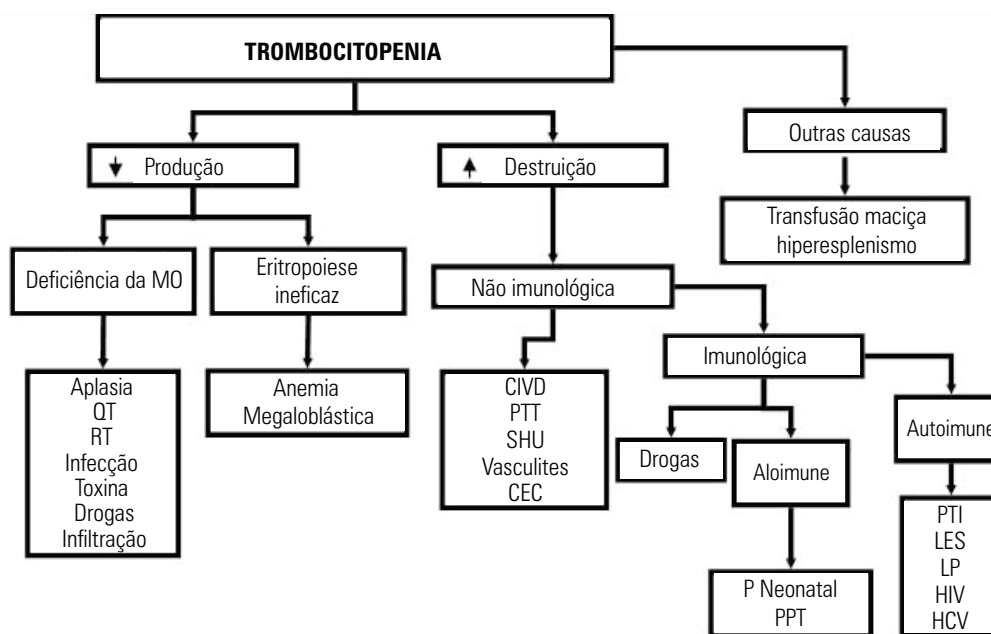 TROMBOCITOPENIA
Outras causas
Produção
Destruição
Transfusão maciça
hiperesplenismo
Deficiência da MO
Eritropoiese
ineficaz
Não imunológica
Imunológica
Aplasia
QT
RT
Infecção
Toxina
Drogas
Infiltração
Anemia
Megaloblástica
CIVD
PTT
SHU
Vasculites
CEC
Drogas
Aloimune
Autoimune
P Neonatal
PPT
PTI
LES
LP
HIV
HCV